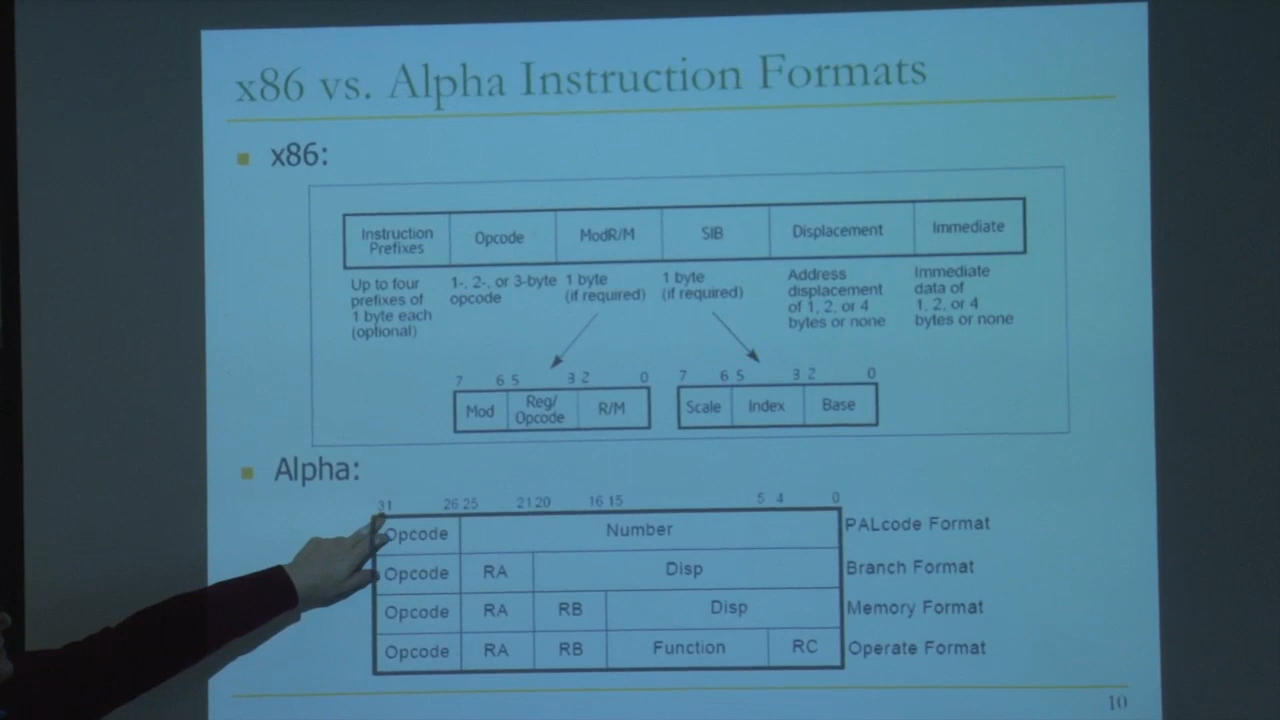 x86 vs. Alpha Instruction Formats
x86:
Instruction Prefixes Opcode ModR/M SIB Displacement Immediate
Up to four prefixes of 1 byte each (optional)
1-, 2-, or 3-byte opcode
1 byte (if required)
1 byte (if required)
Address displacement of 1, 2, or 4 bytes or none
Immediate data of 1, 2, or 4 bytes or none
7 6 5 3 2 0
Mod Reg/Opcode R/M
7 6 5 3 2 0
Scale Index Base
Alpha:
31 26 25 21 20 16 15 5 4 0
Opcode Number PALcode Format
Opcode RA Disp Branch Format
Opcode RA RB Disp Memory Format
Opcode RA RB Function RC Operate Format
10